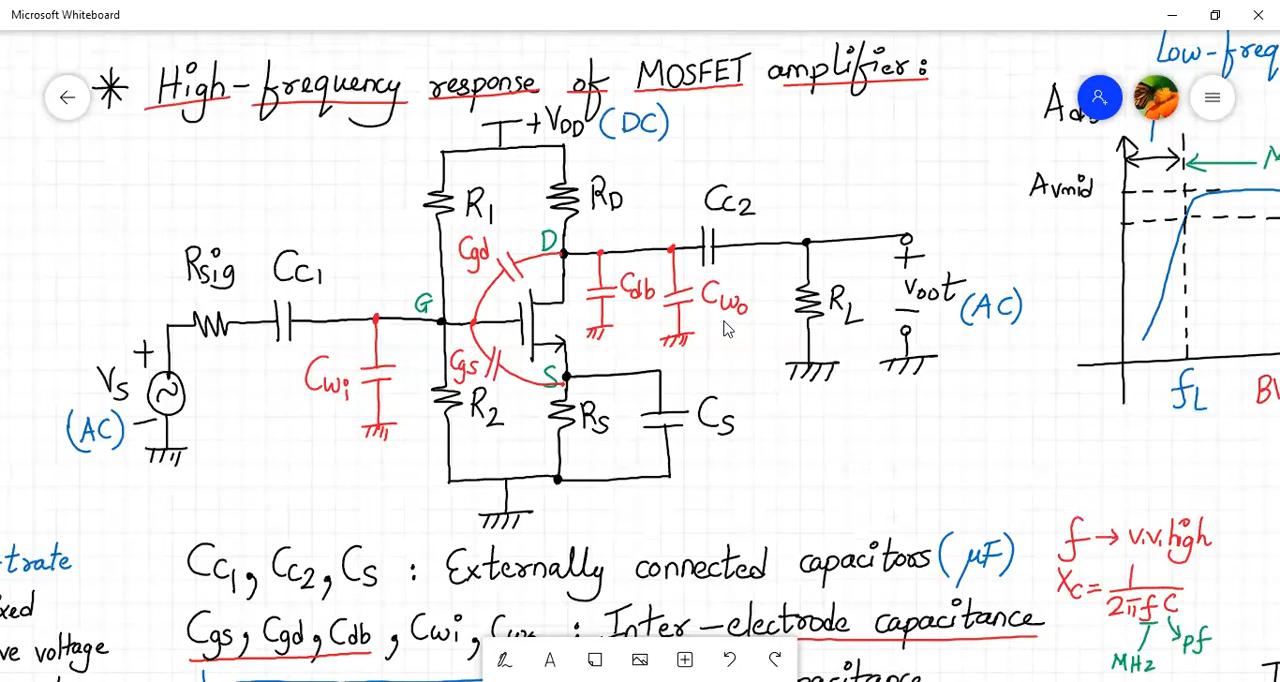 Microsoft Whiteboard
* High-frequency response of MOSFET amplifier:
Low-freq
+VDD (DC)
R1
RD
CC2
Avmid
D
Cgd
Rsig
CC1
G
Cdb
Cwo
RL
+
vout
-
(AC)
+
Vs
(AC)
Cwi
Cgs
S
R2
Rs
Cs
fL
CC1, CC2, CS : Externally connected capacitors (µF)
Cgs, Cgd, Cdb, Cwi, : Inter-electrode capacitance
f → v.v. high
XC = 1
2πfC
MHz
pf
trate
xed
ve voltage